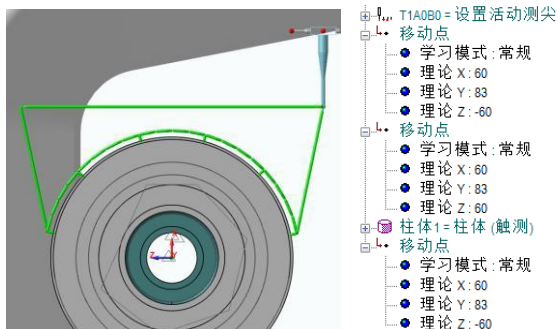 T1A0B0 = 设置活动测尖
移动点
学习模式 : 常规
理论 X : 60
理论 Y : 83
理论 Z : -60
移动点
学习模式 : 常规
理论 X : 60
理论 Y : 83
理论 Z : 60
柱体1 = 柱体 (触测)
移动点
学习模式 : 常规
理论 X : 60
理论 Y : 83
理论 Z : -60
X
Z
Y